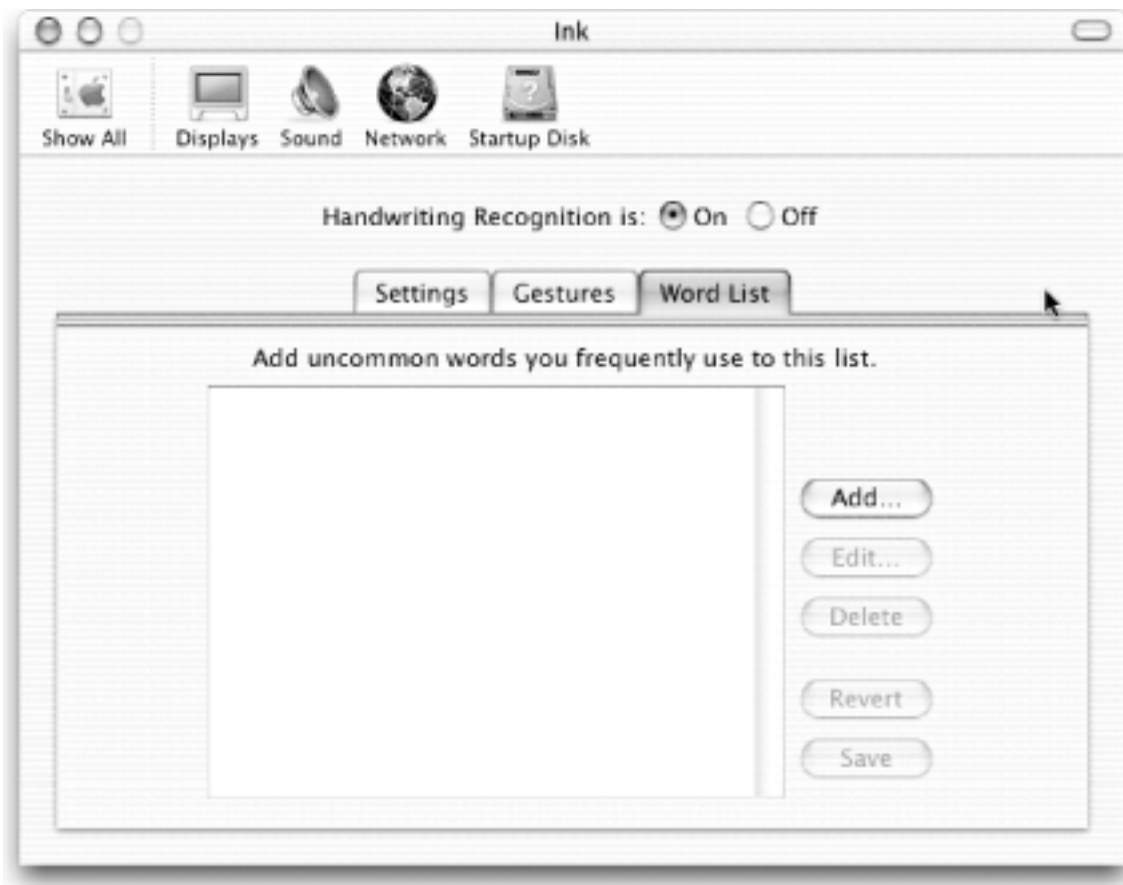 Ink
Show All Displays Sound Network Startup Disk
Handwriting Recognition is: On Off
Settings Gestures Word List
Add uncommon words you frequently use to this list.
Add...
Edit...
Delete
Revert
Save